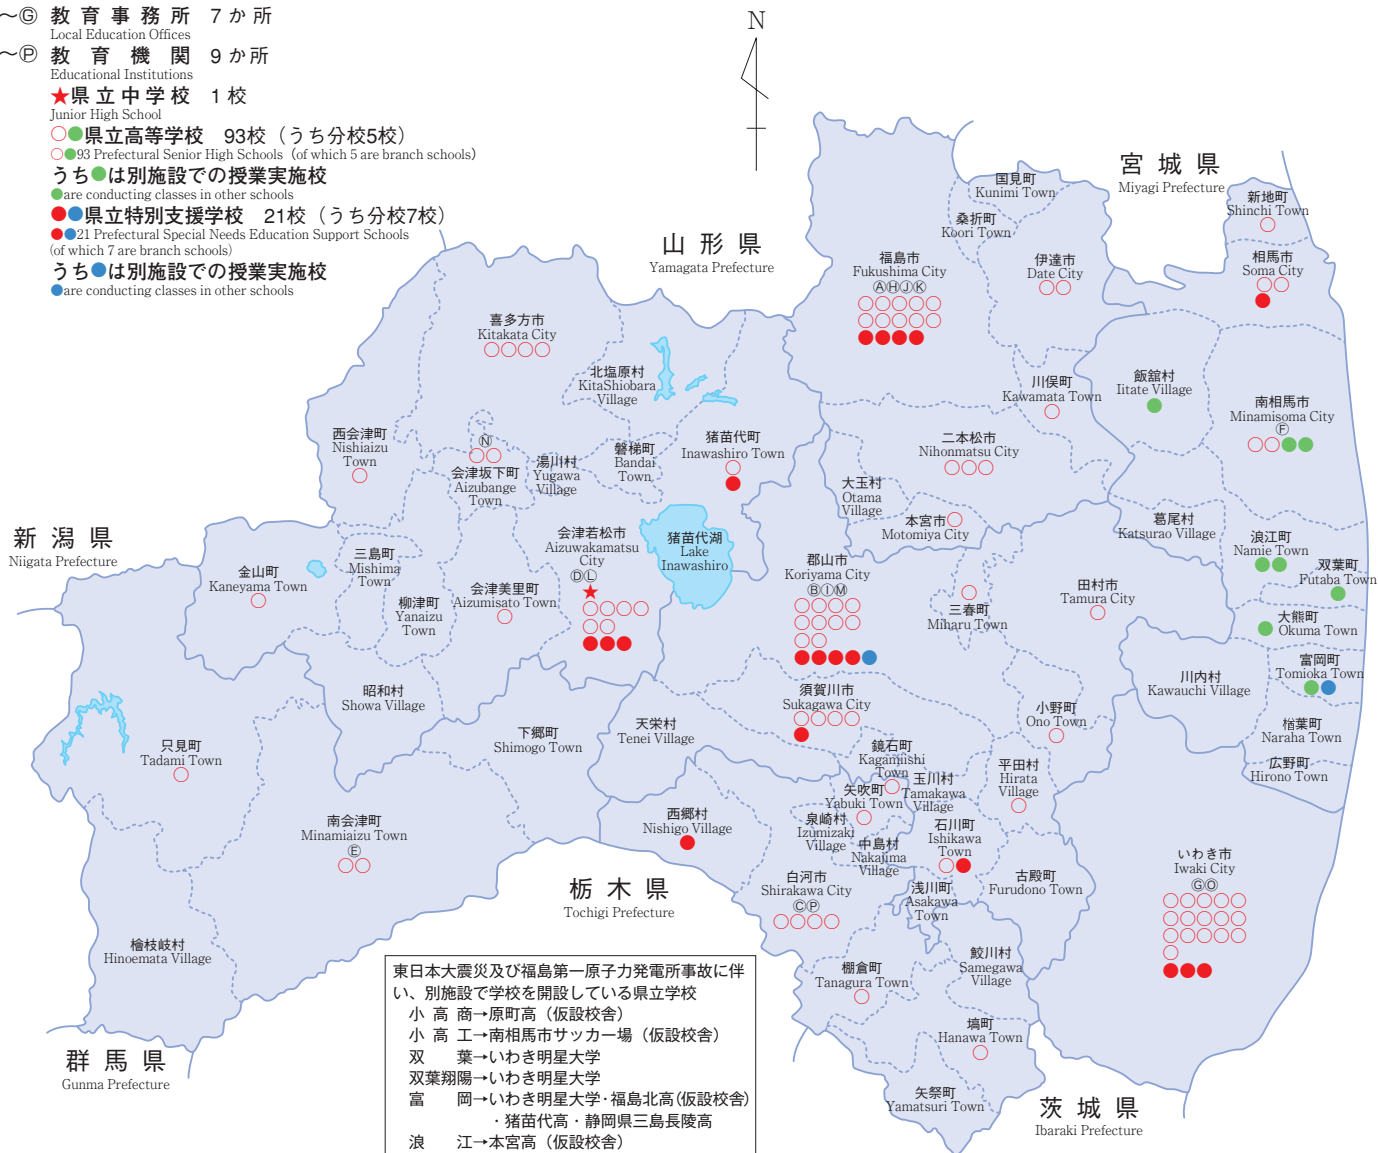 ~Ⓖ 教育事務所 7か所
Local Education Offices
~Ⓟ 教育機関 9か所
Educational Institutions
★県立中学校 1校
Junior High School
○●県立高等学校 93校（うち分校5校）
○●93 Prefectural Senior High Schools (of which 5 are branch schools)
うち●は別施設での授業実施校
●are conducting classes in other schools
●●県立特別支援学校 21校（うち分校7校）
●●21 Prefectural Special Needs Education Support Schools
(of which 7 are branch schools)
うち●は別施設での授業実施校
●are conducting classes in other schools
N
宮城県
Miyagi Prefecture
山形県
Yamagata Prefecture
新潟県
Niigata Prefecture
群馬県
Gunma Prefecture
栃木県
Tochigi Prefecture
茨城県
Ibaraki Prefecture
国見町
Kunimi Town
桑折町
Koori Town
新地町
Shinchi Town
福島市
Fukushima City
ⒶⒽⒿⓀ
伊達市
Date City
相馬市
Soma City
喜多方市
Kitakata City
北塩原村
KitaShiobara
Village
川俣町
Kawamata Town
飯舘村
Iitate Village
南相馬市
Minamisoma City
Ⓕ
西会津町
Nishiaizu
Town
Ⓝ
会津坂下町
Aizubange
Town
湯川村
Yugawa
Village
磐梯町
Bandai
Town
猪苗代町
Inawashiro Town
二本松市
Nihonmatsu City
大玉村
Otama
Village
本宮市
Motomiya City
葛尾村
Katsurao Village
浪江町
Namie Town
双葉町
Futaba Town
大熊町
Okuma Town
富岡町
Tomioka Town
金山町
Kaneyama Town
三島町
Mishima
Town
柳津町
Yanaizu
Town
会津美里町
Aizumisato Town
会津若松市
Aizuwakamatsu
City
ⒹⓁ
★
猪苗代湖
Lake
Inawashiro
郡山市
Koriyama City
ⒷⒾⓂ
三春町
Miharu Town
田村市
Tamura City
川内村
Kawauchi Village
楢葉町
Naraha Town
広野町
Hirono Town
昭和村
Showa Village
只見町
Tadami Town
下郷町
Shimogo Town
天栄村
Tenei Village
須賀川市
Sukagawa City
鏡石町
Kagamiishi
Town
小野町
Ono Town
平田村
Hirata
Village
玉川村
Tamakawa
Village
矢吹町
Yabuki Town
泉崎村
Izumizaki
Village
中島村
Nakajima
Village
石川町
Ishikawa
Town
西郷村
Nishigo Village
南会津町
Minamiaizu Town
Ⓔ
白河市
Shirakawa City
ⒸⓅ
浅川町
Asakawa
Town
古殿町
Furudono Town
いわき市
Iwaki City
ⒼⓄ
檜枝岐村
Hinoemata Village
棚倉町
Tanagura Town
鮫川村
Samegawa
Village
塙町
Hanawa Town
矢祭町
Yamatsuri Town
東日本大震災及び福島第一原子力発電所事故に伴
い、別施設で学校を開設している県立学校
小高商→原町高（仮設校舎）
小高工→南相馬市サッカー場（仮設校舎）
双葉→いわき明星大学
双葉翔陽→いわき明星大学
富岡→いわき明星大学・福島北高(仮設校舎)
・猪苗代高・静岡県三島長陵高
浪江→本宮高（仮設校舎）